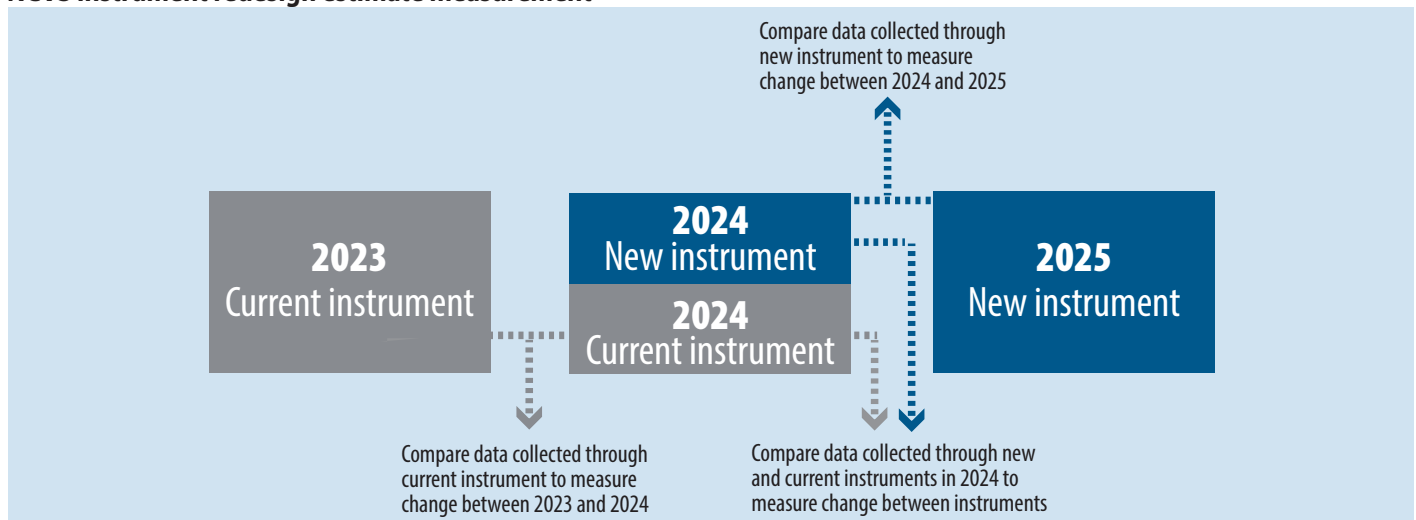 Compare data collected through
new instrument to measure
change between 2024 and 2025
2023
Current instrument
2024
New instrument
2024
Current instrument
2025
New instrument
Compare data collected through
current instrument to measure
change between 2023 and 2024
Compare data collected through new
and current instruments in 2024 to
measure change between instruments